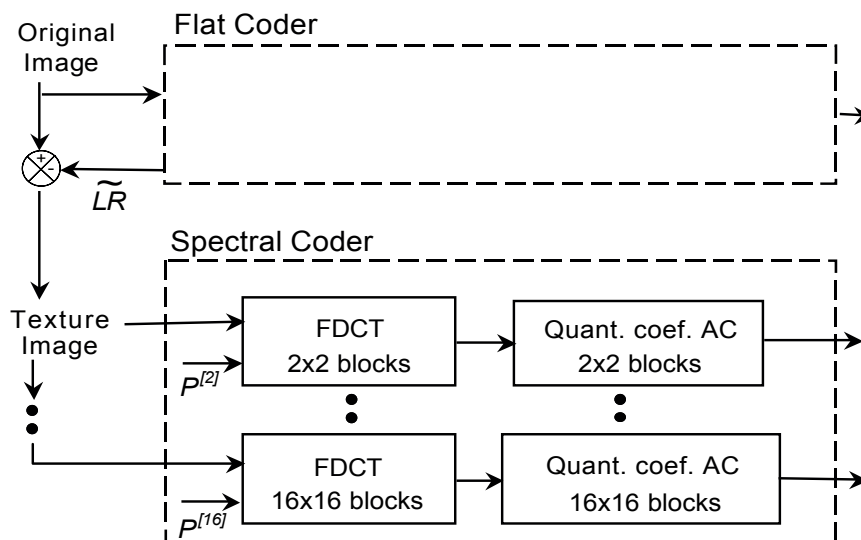 Original
Image
Flat Coder
+
-
L̃R̃
Spectral Coder
Texture
Image
FDCT
2x2 blocks
Quant. coef. AC
2x2 blocks
P[2]
FDCT
16x16 blocks
Quant. coef. AC
16x16 blocks
P[16]